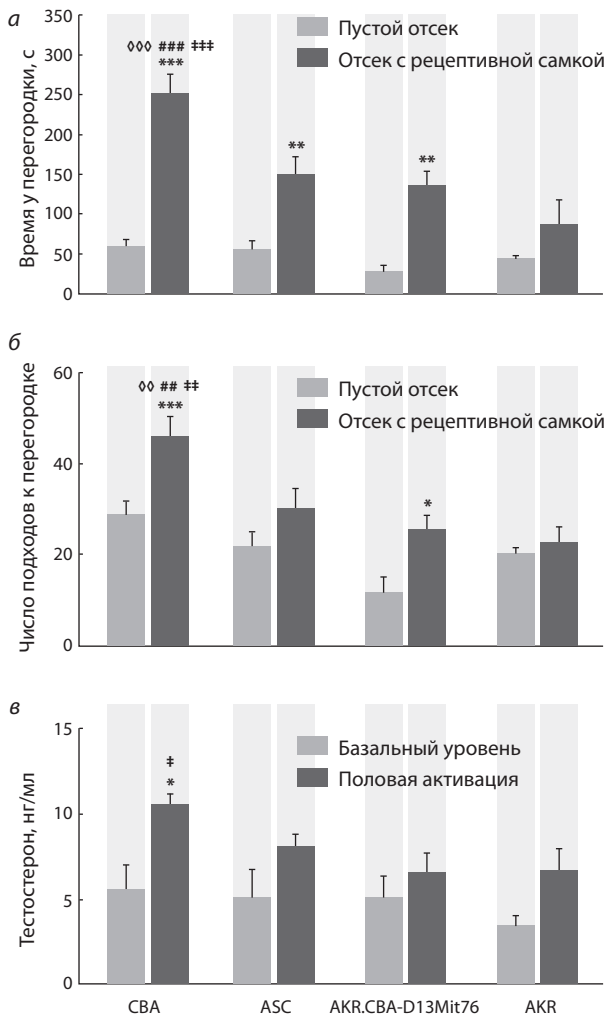 а
350
300
250
200
150
100
50
0
Время у перегородки, с
Пустой отсек
Отсек с рецептивной самкой
◊◊◊ ### ‡‡‡
***
**
**
б
60
40
20
0
Число подходов к перегородке
Пустой отсек
Отсек с рецептивной самкой
◊◊ ## ‡‡
***
*
в
15
10
5
0
Тестостерон, нг/мл
Базальный уровень
Половая активация
‡
*
CBA ASC AKR.CBA-D13Mit76 AKR